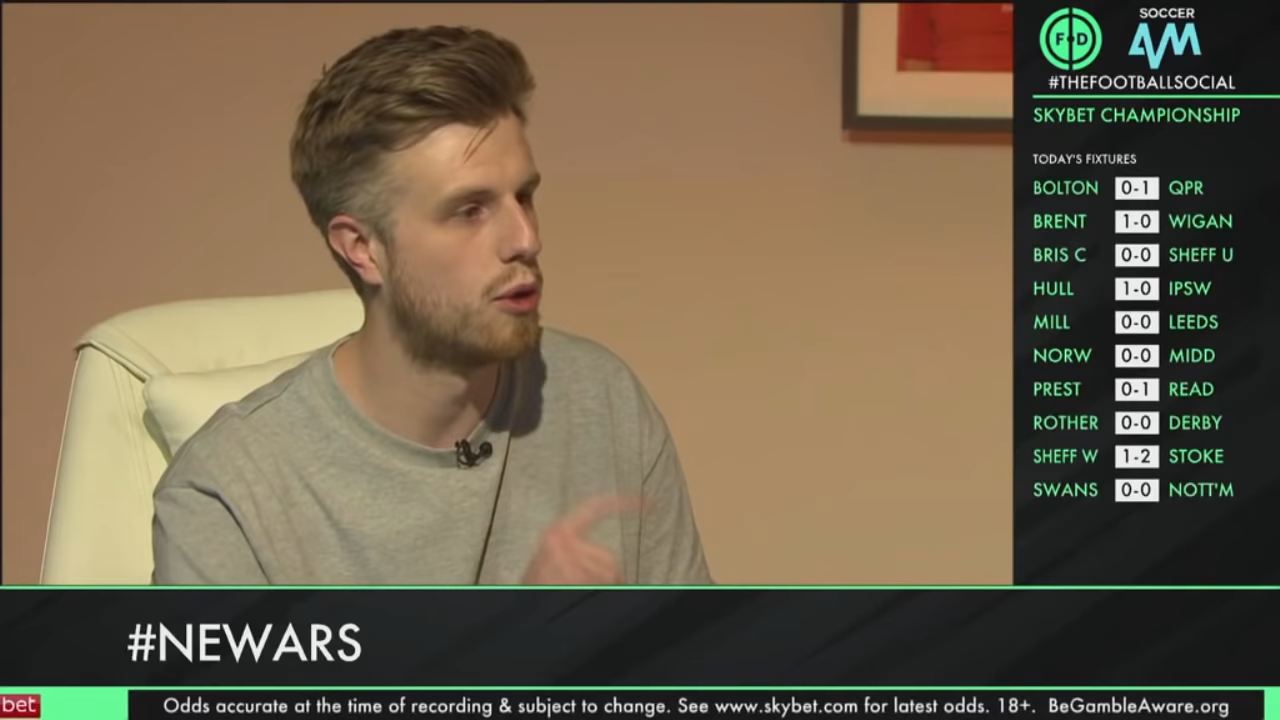 F D
SOCCER
AM
#THEFOOTBALLSOCIAL
SKYBET CHAMPIONSHIP
TODAY'S FIXTURES
BOLTON 0-1 QPR
BRENT 1-0 WIGAN
BRIS C 0-0 SHEFF U
HULL 1-0 IPSW
MILL 0-0 LEEDS
NORW 0-0 MIDD
PREST 0-1 READ
ROTHER 0-0 DERBY
SHEFF W 1-2 STOKE
SWANS 0-0 NOTT'M
#NEWARS
bet Odds accurate at the time of recording & subject to change. See www.skybet.com for latest odds. 18+. BeGambleAware.org